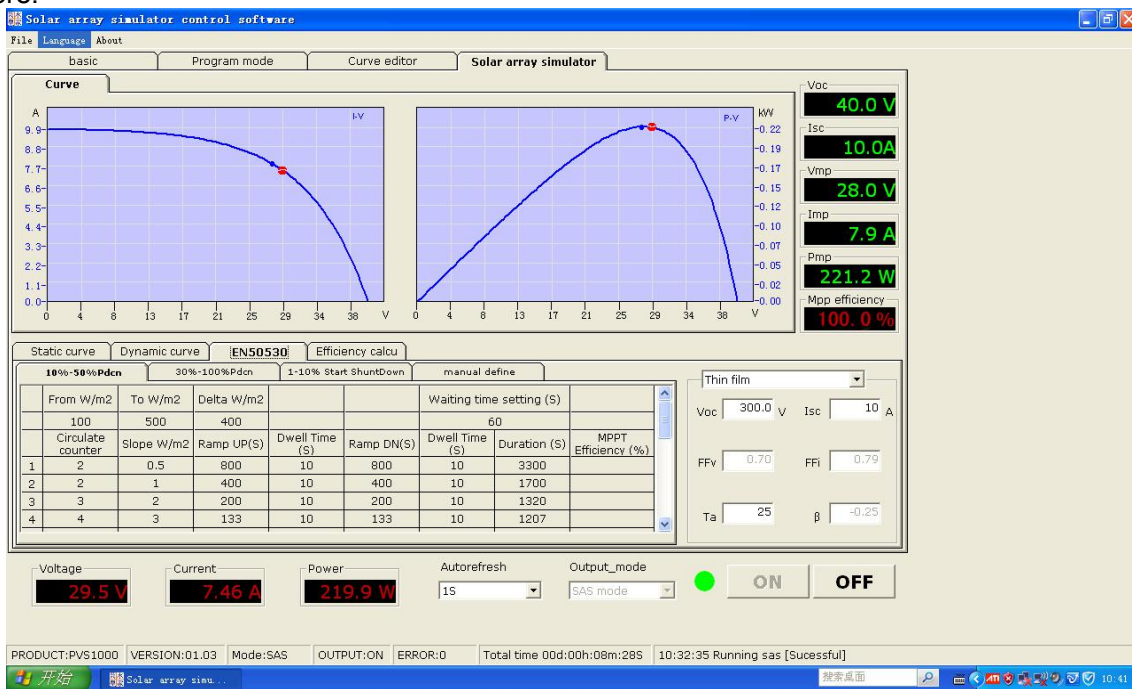 Solar array simulator control software
File Language About
basic Program mode Curve editor Solar array simulator
Curve
A I-V P-V kW
9.9 8.8 7.7 6.6 5.5 4.4 3.3 2.2 1.1 0.0
0 4 8 13 17 21 25 29 34 38 V
0.22 0.19 0.17 0.15 0.12 0.10 0.07 0.05 0.02 0.00
0 4 8 13 17 21 25 29 34 38 V
Voc
40.0 V
Isc
10.0A
Vmp
28.0 V
Imp
7.9 A
Pmp
221.2 W
Mpp efficiency
100.0 %
Static curve Dynamic curve EN50530 Efficiency calcu
10%-50%Pdcn 30%-100%Pdcn 1-10% Start ShuntDown manual define
From W/m2 To W/m2 Delta W/m2 Waiting time setting (S)
100 500 400 60
Circulate counter Slope W/m2 Ramp UP(S) Dwell Time (S) Ramp DN(S) Dwell Time (S) Duration (S) MPPT Efficiency (%)
1 2 0.5 800 10 800 10 3300
2 2 1 400 10 400 10 1700
3 3 2 200 10 200 10 1320
4 4 3 133 10 133 10 1207
Thin film
Voc 300.0 V Isc 10 A
FFv 0.70 FFi 0.79
Ta 25 β -0.25
Voltage Current Power Autorefresh Output_mode
29.5 V 7.46 A 219.9 W 1S SAS mode ON OFF
PRODUCT:PVS1000 VERSION:01.03 Mode:SAS OUTPUT:ON ERROR:0 Total time 00d:00h:08m:28S 10:32:35 Running sas [Sucessful]
开始 Solar array simu... 搜索桌面 ATI 10:41